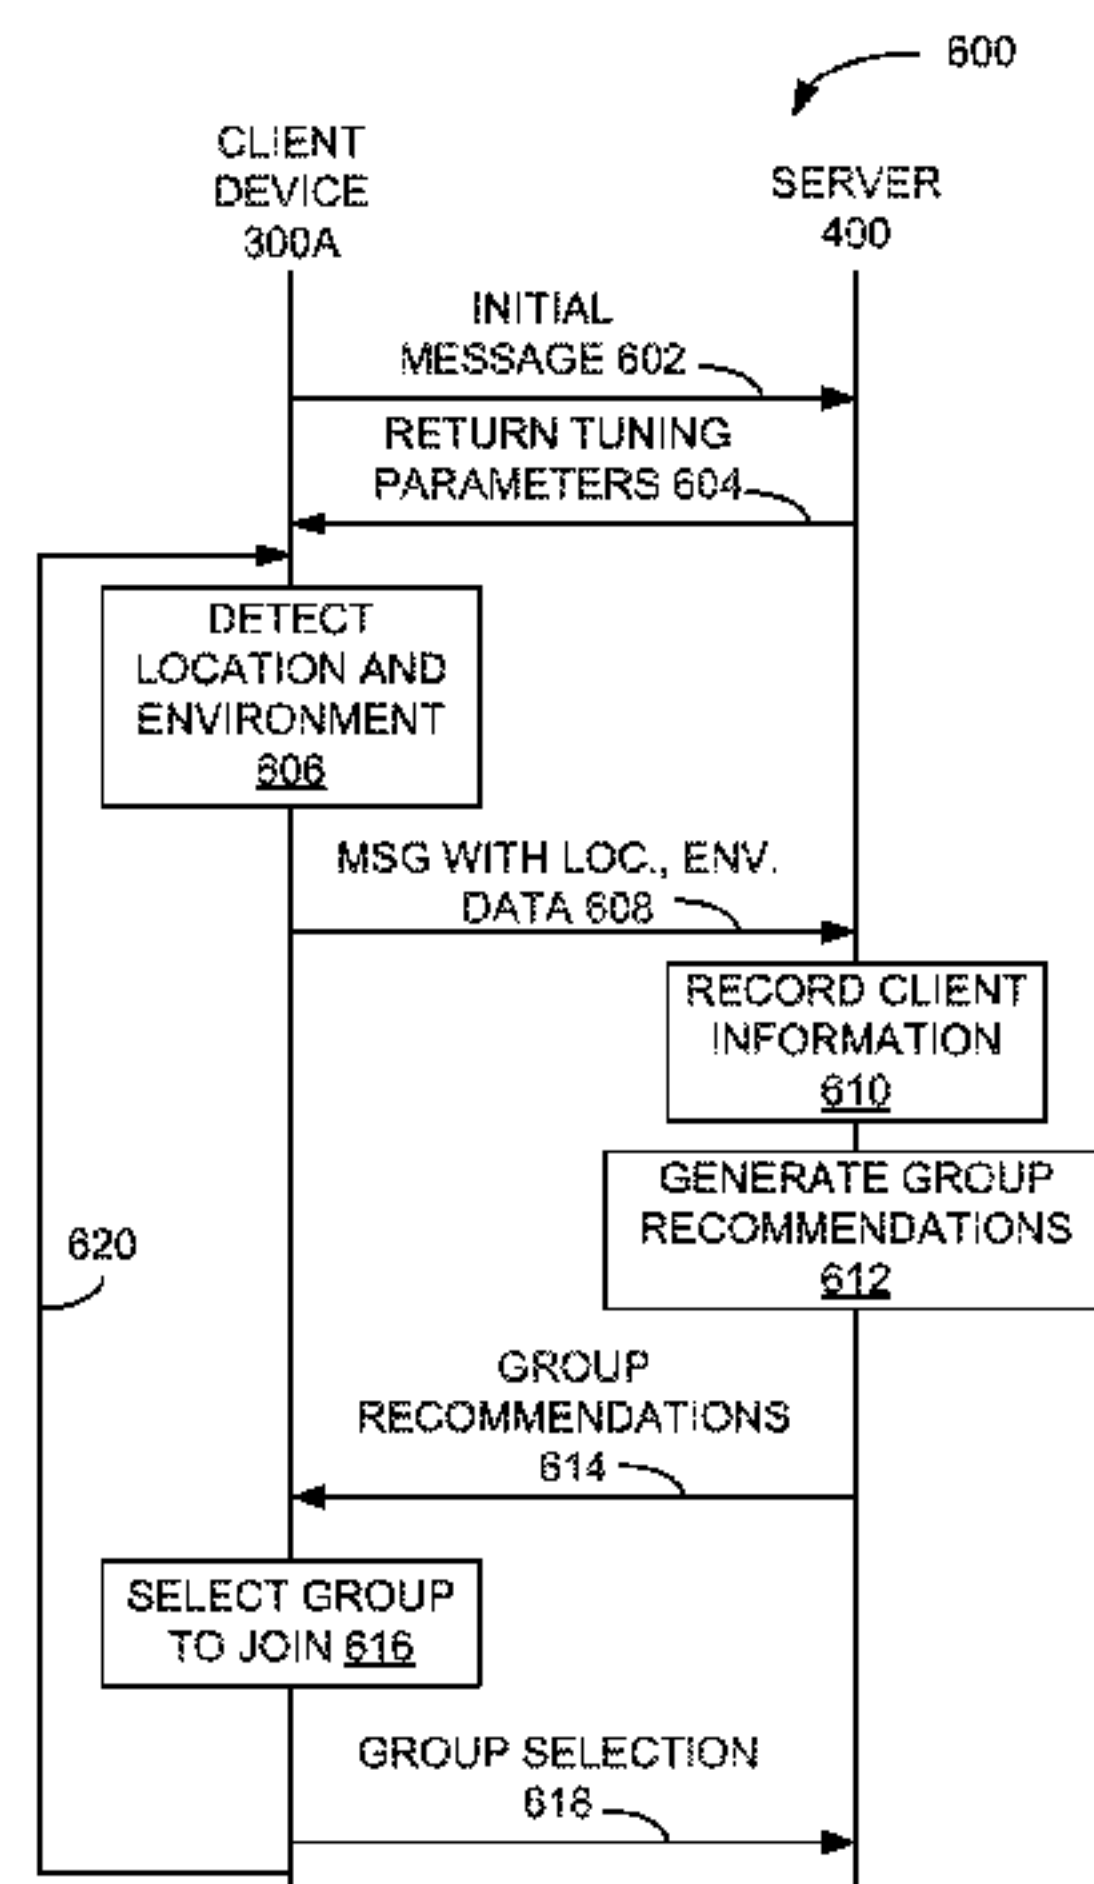 600
CLIENT
DEVICE
300A
SERVER
400
INITIAL
MESSAGE 602
RETURN TUNING
PARAMETERS 604
DETECT
LOCATION AND
ENVIRONMENT
606
MSG WITH LOC., ENV.
DATA 608
RECORD CLIENT
INFORMATION
610
GENERATE GROUP
RECOMMENDATIONS
612
620
GROUP
RECOMMENDATIONS
614
SELECT GROUP
TO JOIN 616
GROUP SELECTION
618